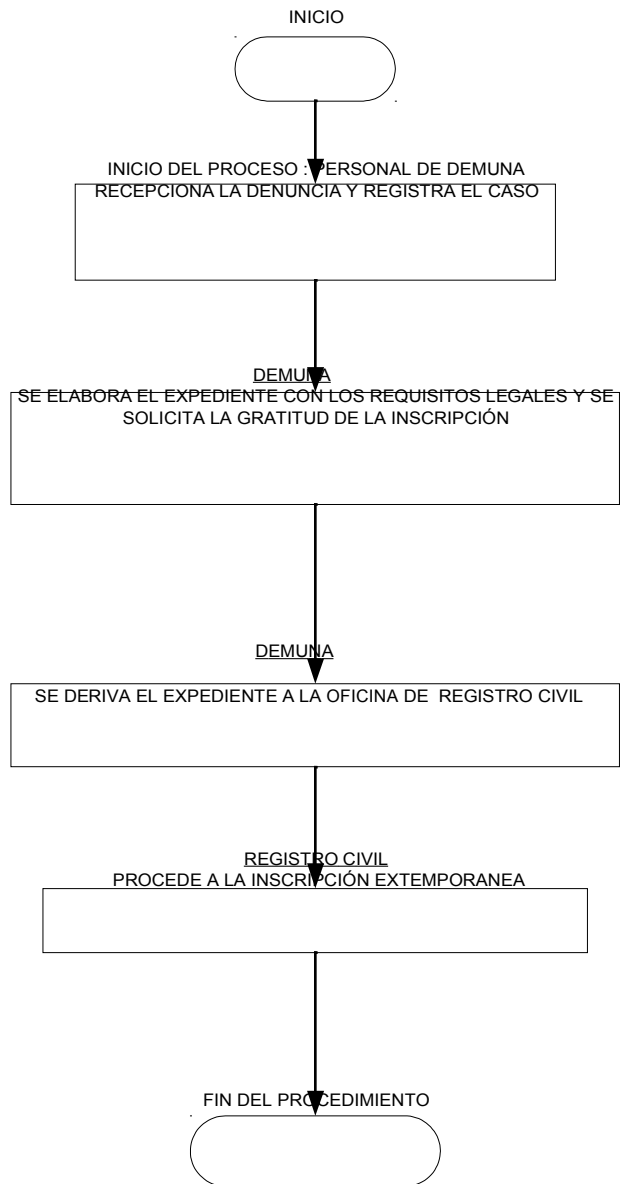 INICIO
INICIO DEL PROCESO : PERSONAL DE DEMUNA
RECEPCIONA LA DENUNCIA Y REGISTRA EL CASO
DEMUNA
SE ELABORA EL EXPEDIENTE CON LOS REQUISITOS LEGALES Y SE
SOLICITA LA GRATITUD DE LA INSCRIPCIÓN
DEMUNA
SE DERIVA EL EXPEDIENTE A LA OFICINA DE REGISTRO CIVIL
REGISTRO CIVIL
PROCEDE A LA INSCRIPCIÓN EXTEMPORANEA
FIN DEL PROCEDIMIENTO